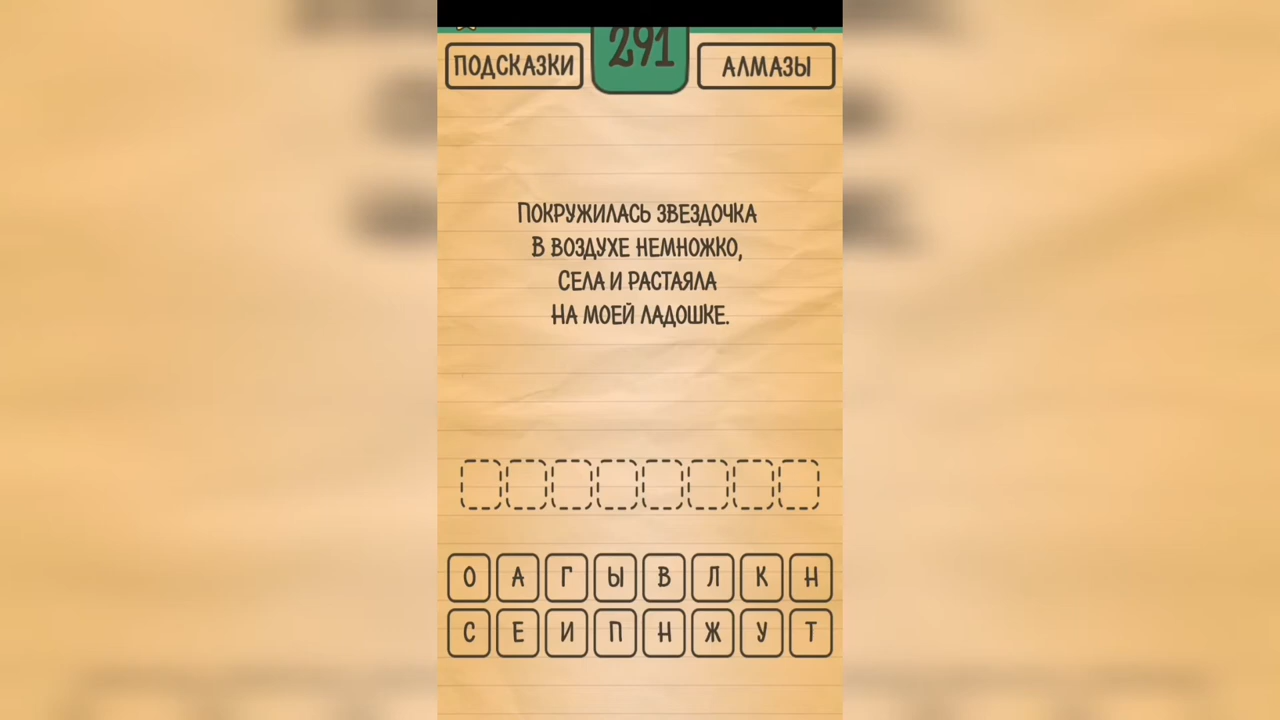 291
ПОДСКАЗКИ
АЛМАЗЫ
ПОКРУЖИЛАСЬ ЗВЕЗДОЧКА
В ВОЗДУХЕ НЕМНОЖКО,
СЕЛА И РАСТАЯЛА
НА МОЕЙ ЛАДОШКЕ.
О А Г Ы В Л К Н
С Е И П Н Ж У Т